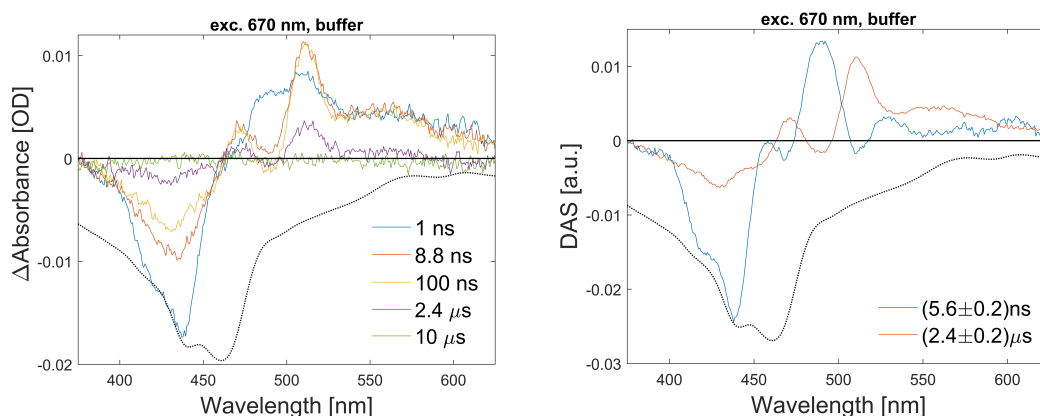 exc. 670 nm, buffer
0.01
0
-0.01
-0.02
ΔAbsorbance [OD]
1 ns
8.8 ns
100 ns
2.4 μs
10 μs
400 450 500 550 600
Wavelength [nm]
exc. 670 nm, buffer
0.01
0
-0.01
-0.02
-0.03
DAS [a.u.]
(5.6±0.2)ns
(2.4±0.2)μs
400 450 500 550 600
Wavelength [nm]